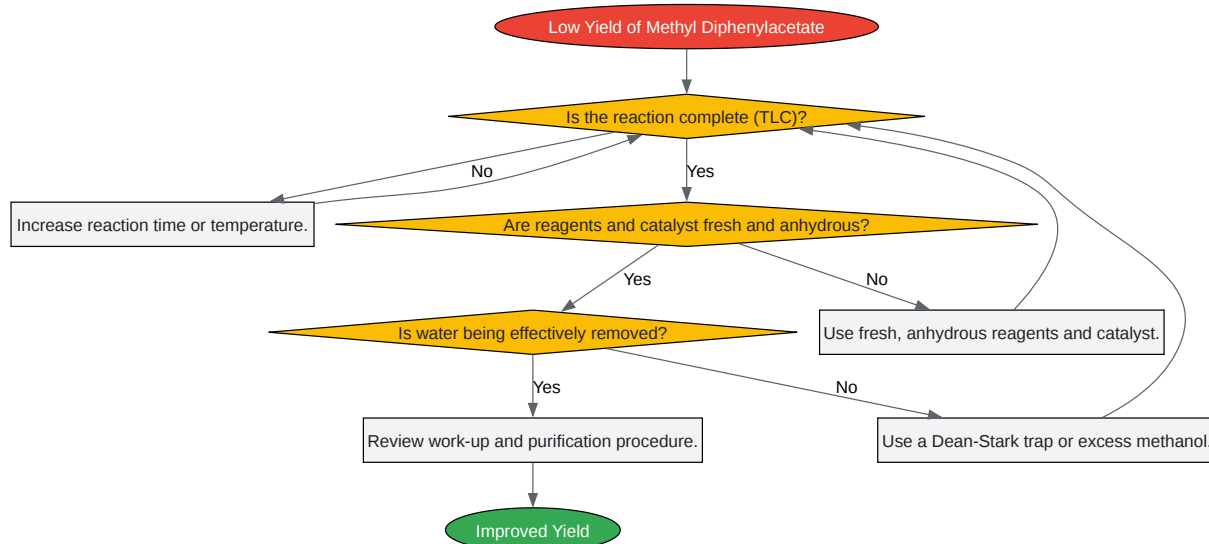 Low Yield of Methyl Diphenylacetate
Is the reaction complete (TLC)?
No
Yes
Increase reaction time or temperature.
Are reagents and catalyst fresh and anhydrous?
Yes
No
Is water being effectively removed?
Use fresh, anhydrous reagents and catalyst.
Yes
No
Review work-up and purification procedure.
Use a Dean-Stark trap or excess methanol.
Improved Yield